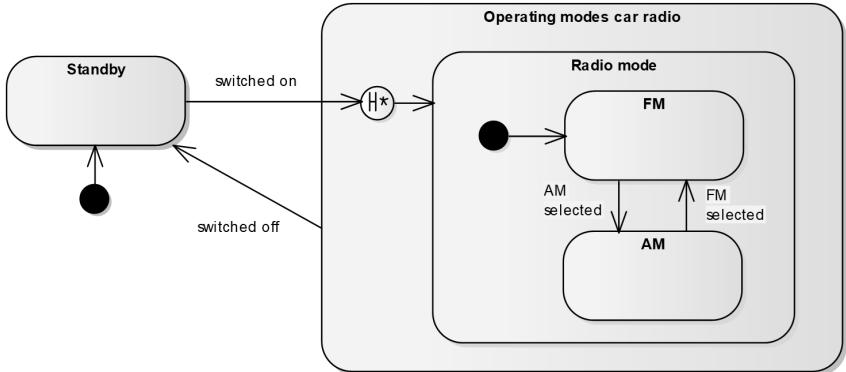 Operating modes car radio
Standby
Radio mode
switched on
H*
FM
AM
selected
FM
selected
switched off
AM